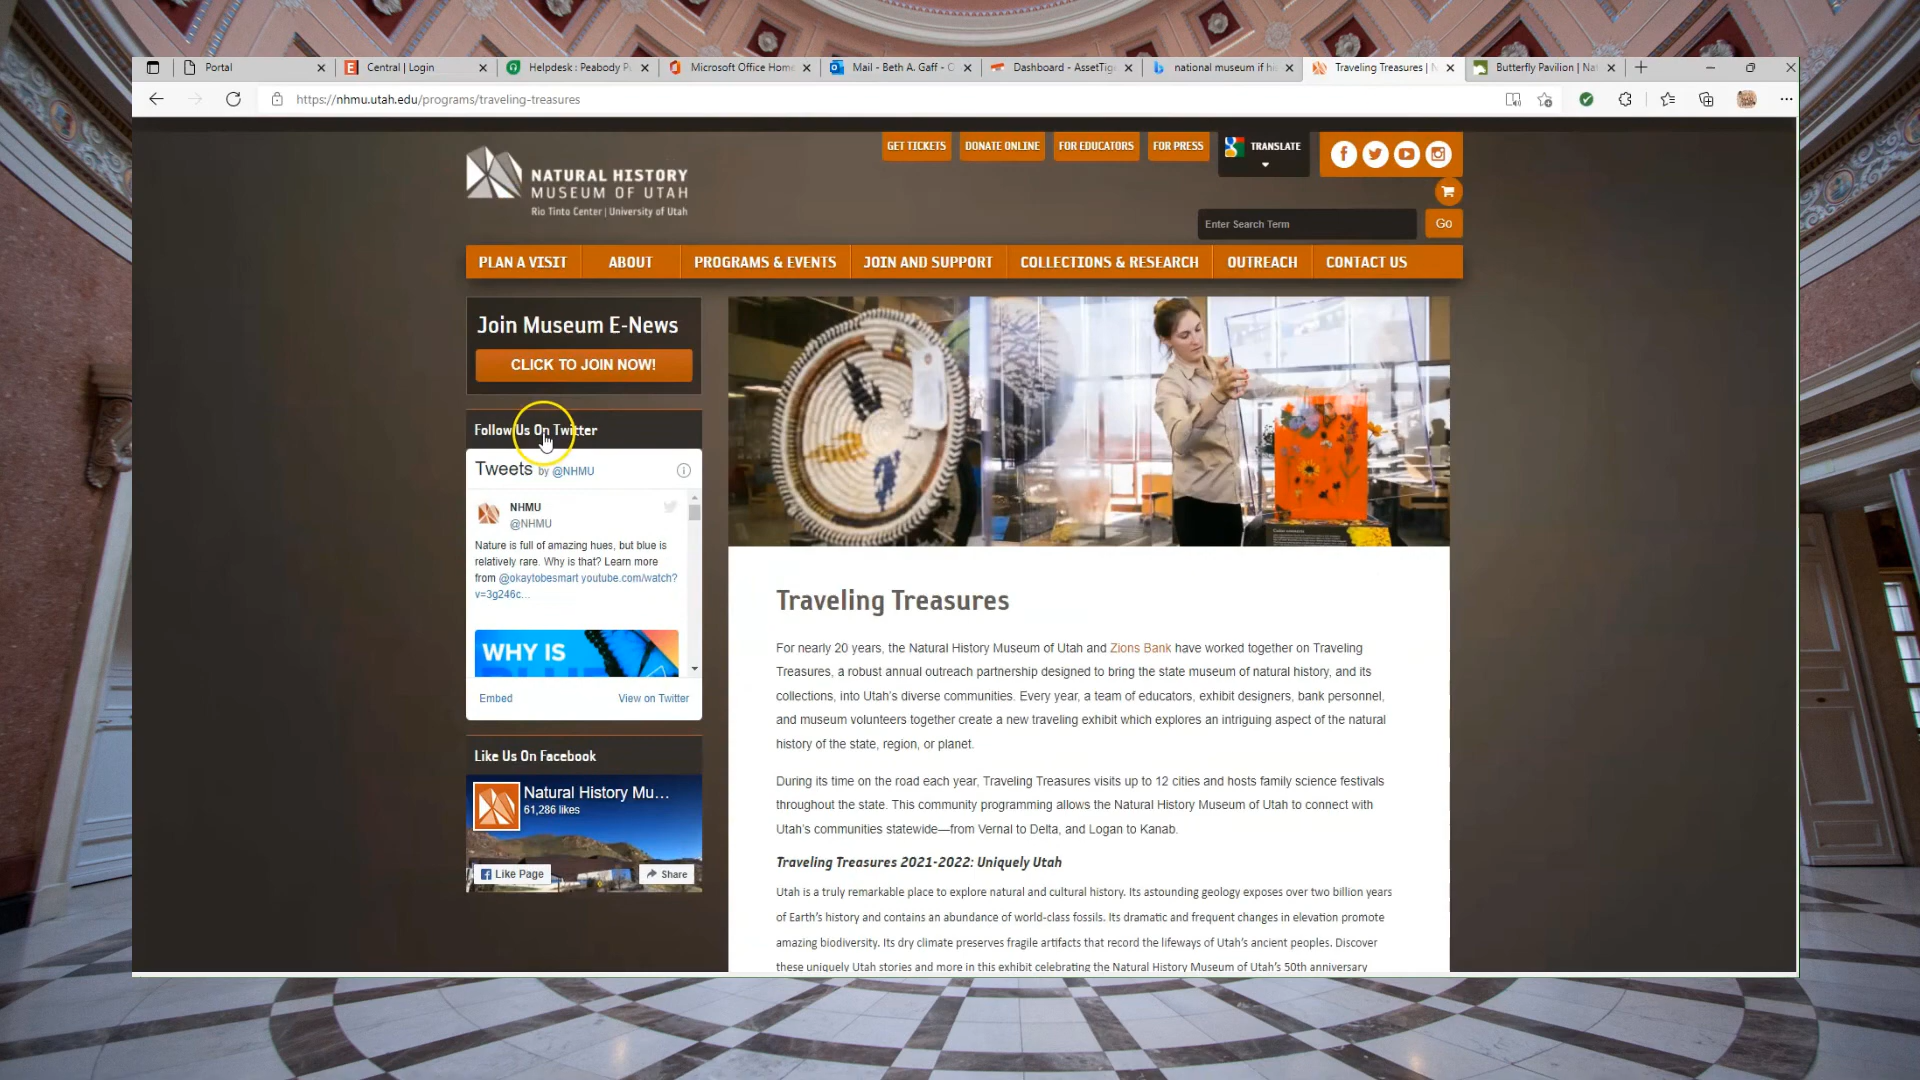 Portal
Central | Login
Helpdesk : Peabody P
Microsoft Office Home
Mail - Beth A. Gaff - C
Dashboard - AssetTig
national museum if hi
Traveling Treasures | N
Butterfly Pavilion | Na
https://nhmu.utah.edu/programs/traveling-treasures
GET TICKETS
DONATE ONLINE
FOR EDUCATORS
FOR PRESS
TRANSLATE
NATURAL HISTORY
MUSEUM OF UTAH
Rio Tinto Center | University of Utah
Enter Search Term
Go
PLAN A VISIT
ABOUT
PROGRAMS & EVENTS
JOIN AND SUPPORT
COLLECTIONS & RESEARCH
OUTREACH
CONTACT US
Join Museum E-News
CLICK TO JOIN NOW!
Follow Us On Twitter
Tweets by @NHMU
NHMU
@NHMU
Nature is full of amazing hues, but blue is
relatively rare. Why is that? Learn more
from @okaytobesmart youtube.com/watch?
v=3g246c...
WHY IS
Embed
View on Twitter
Like Us On Facebook
Natural History Mu...
61,286 likes
Like Page
Share
Traveling Treasures
For nearly 20 years, the Natural History Museum of Utah and Zions Bank have worked together on Traveling
Treasures, a robust annual outreach partnership designed to bring the state museum of natural history, and its
collections, into Utah's diverse communities. Every year, a team of educators, exhibit designers, bank personnel,
and museum volunteers together create a new traveling exhibit which explores an intriguing aspect of the natural
history of the state, region, or planet.
During its time on the road each year, Traveling Treasures visits up to 12 cities and hosts family science festivals
throughout the state. This community programming allows the Natural History Museum of Utah to connect with
Utah's communities statewide—from Vernal to Delta, and Logan to Kanab.
Traveling Treasures 2021-2022: Uniquely Utah
Utah is a truly remarkable place to explore natural and cultural history. Its astounding geology exposes over two billion years
of Earth's history and contains an abundance of world-class fossils. Its dramatic and frequent changes in elevation promote
amazing biodiversity. Its dry climate preserves fragile artifacts that record the lifeways of Utah's ancient peoples. Discover
these uniquely Utah stories and more in this exhibit celebrating the Natural History Museum of Utah's 50th anniversary